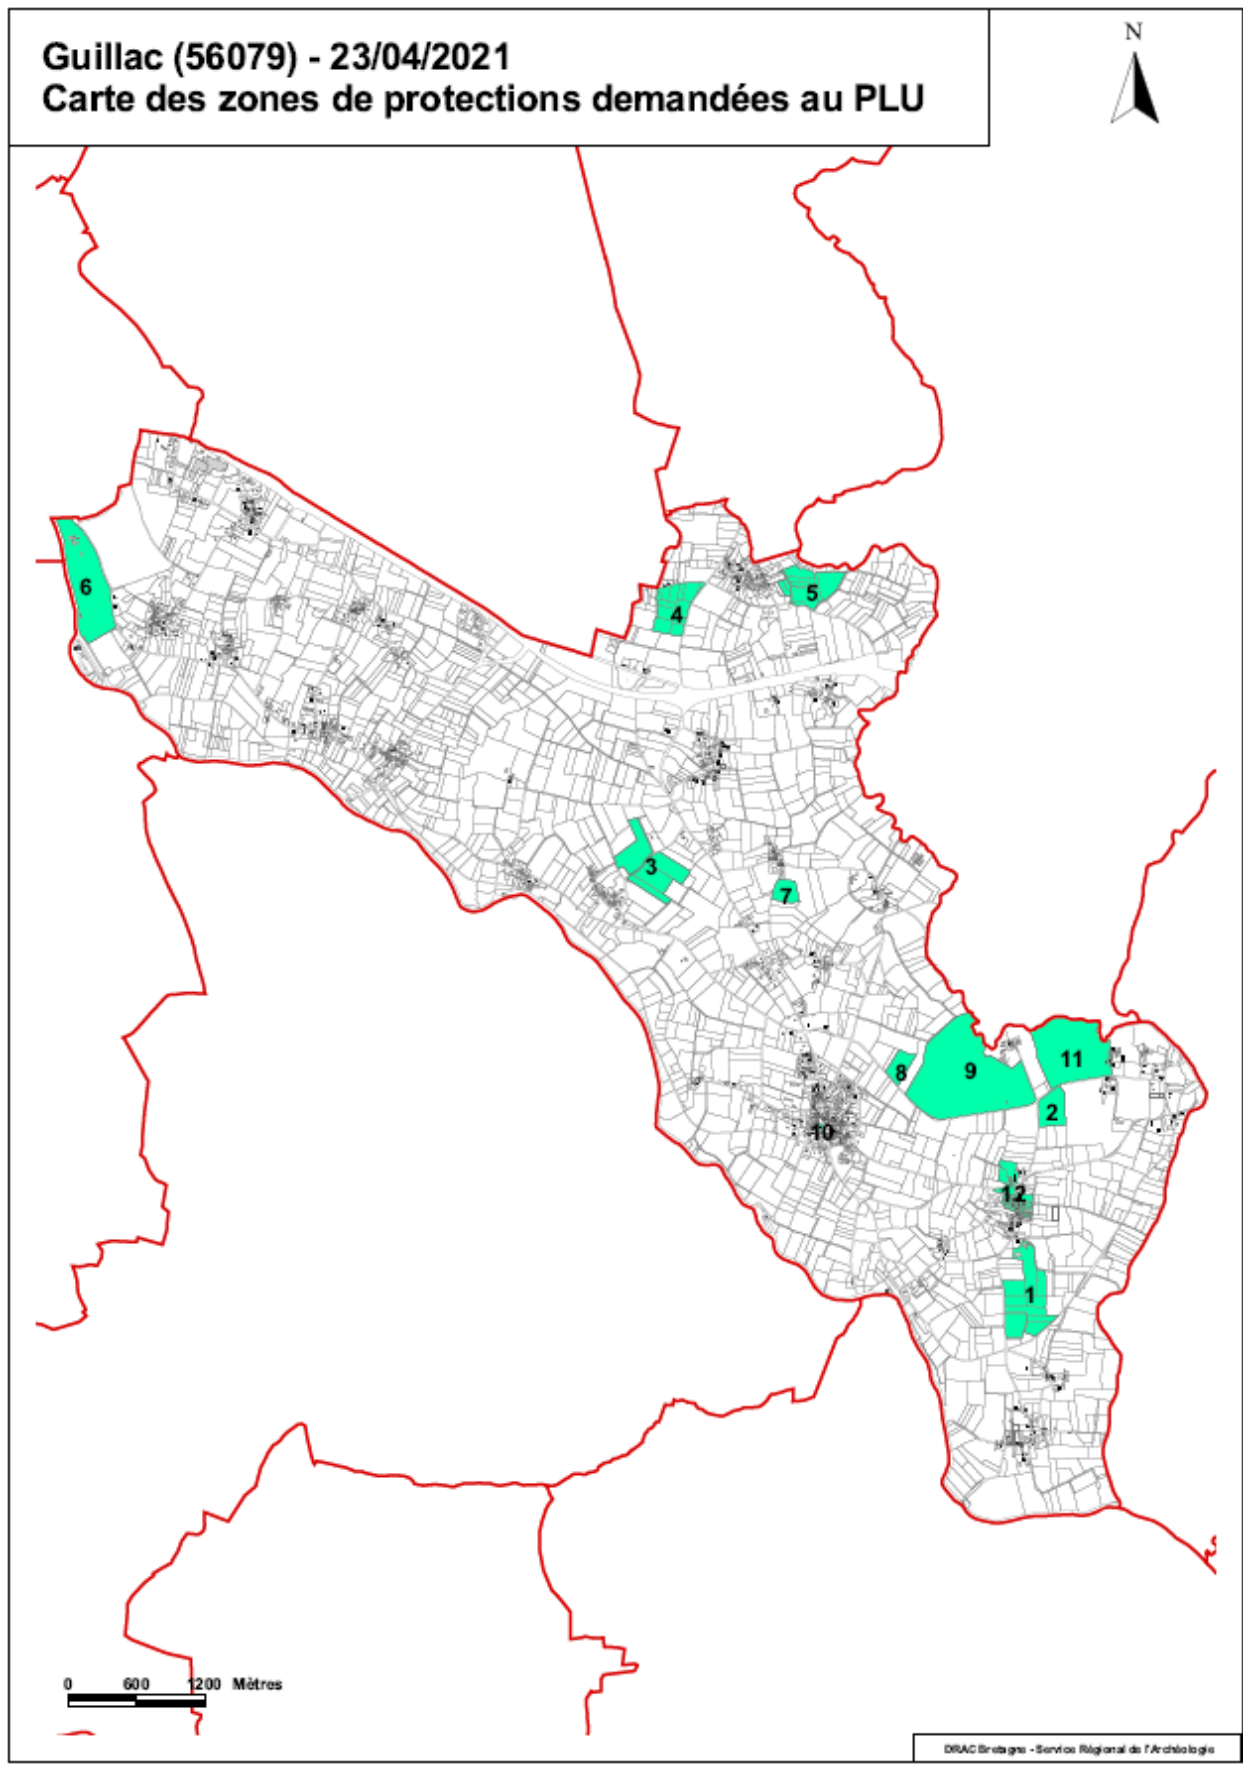 Guillac (56079) - 23/04/2021
Carte des zones de protections demandées au PLU
N
6
4
5
3
7
8
9
11
2
10
12
1
0 600 1200 Mètres
DRAC Bretagne - Service Régional de l'Archéologie